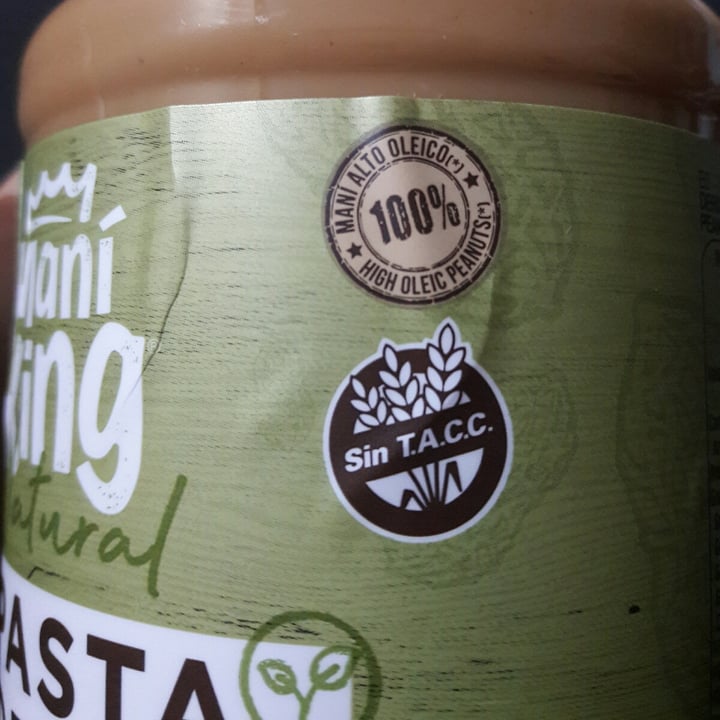 Maní
King
Natural
PASTA
MANÍ ALTO OLEICO(*)
100%
HIGH OLEIC PEANUTS(*)
Sin T.A.C.C.